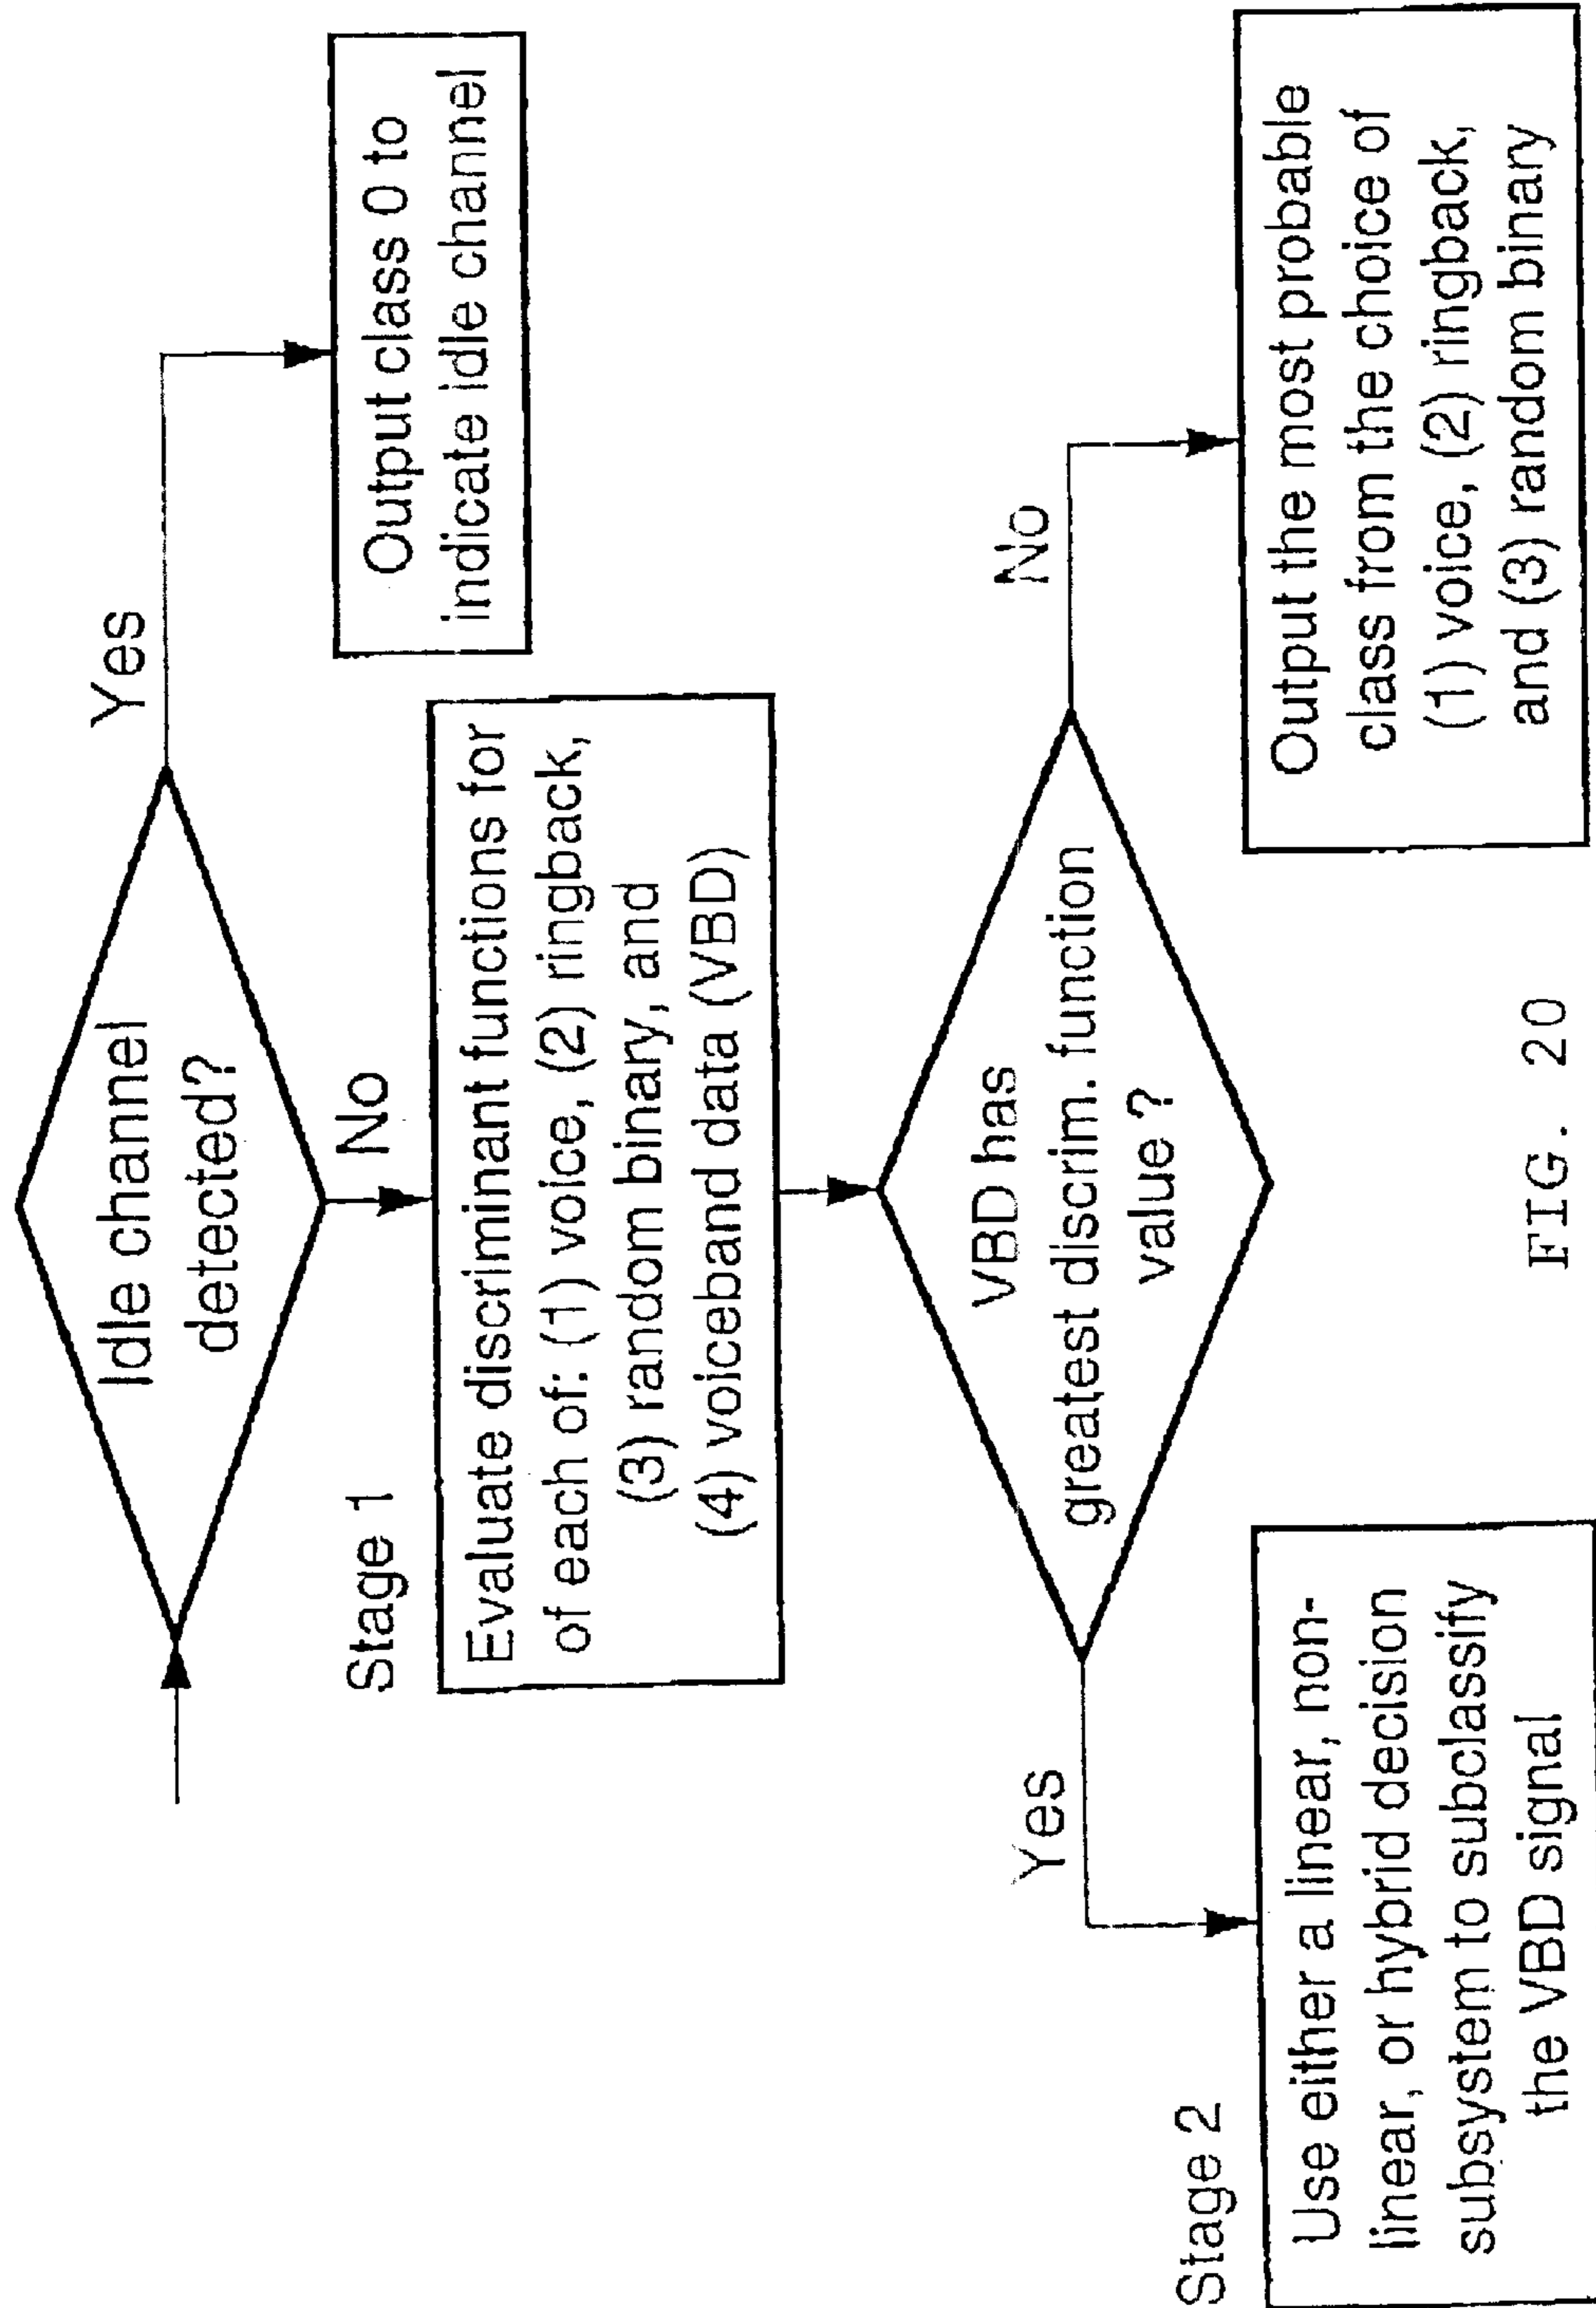 Idle channel
detected?
Yes
Output class 0 to
indicate idle channel
No
Stage 1
Evaluate discriminant functions for
of each of: (1) voice, (2) ringback,
(3) random binary, and
(4) voiceband data (VBD)
VBD has
greatest discrim. function
value ?
Yes
No
Stage 2
Use either a linear, non-
linear, or hybrid decision
subsystem to subclassify
the VBD signal
Output the most probable
class from the choice of
(1) voice, (2) ringback,
and (3) random binary
FIG. 20